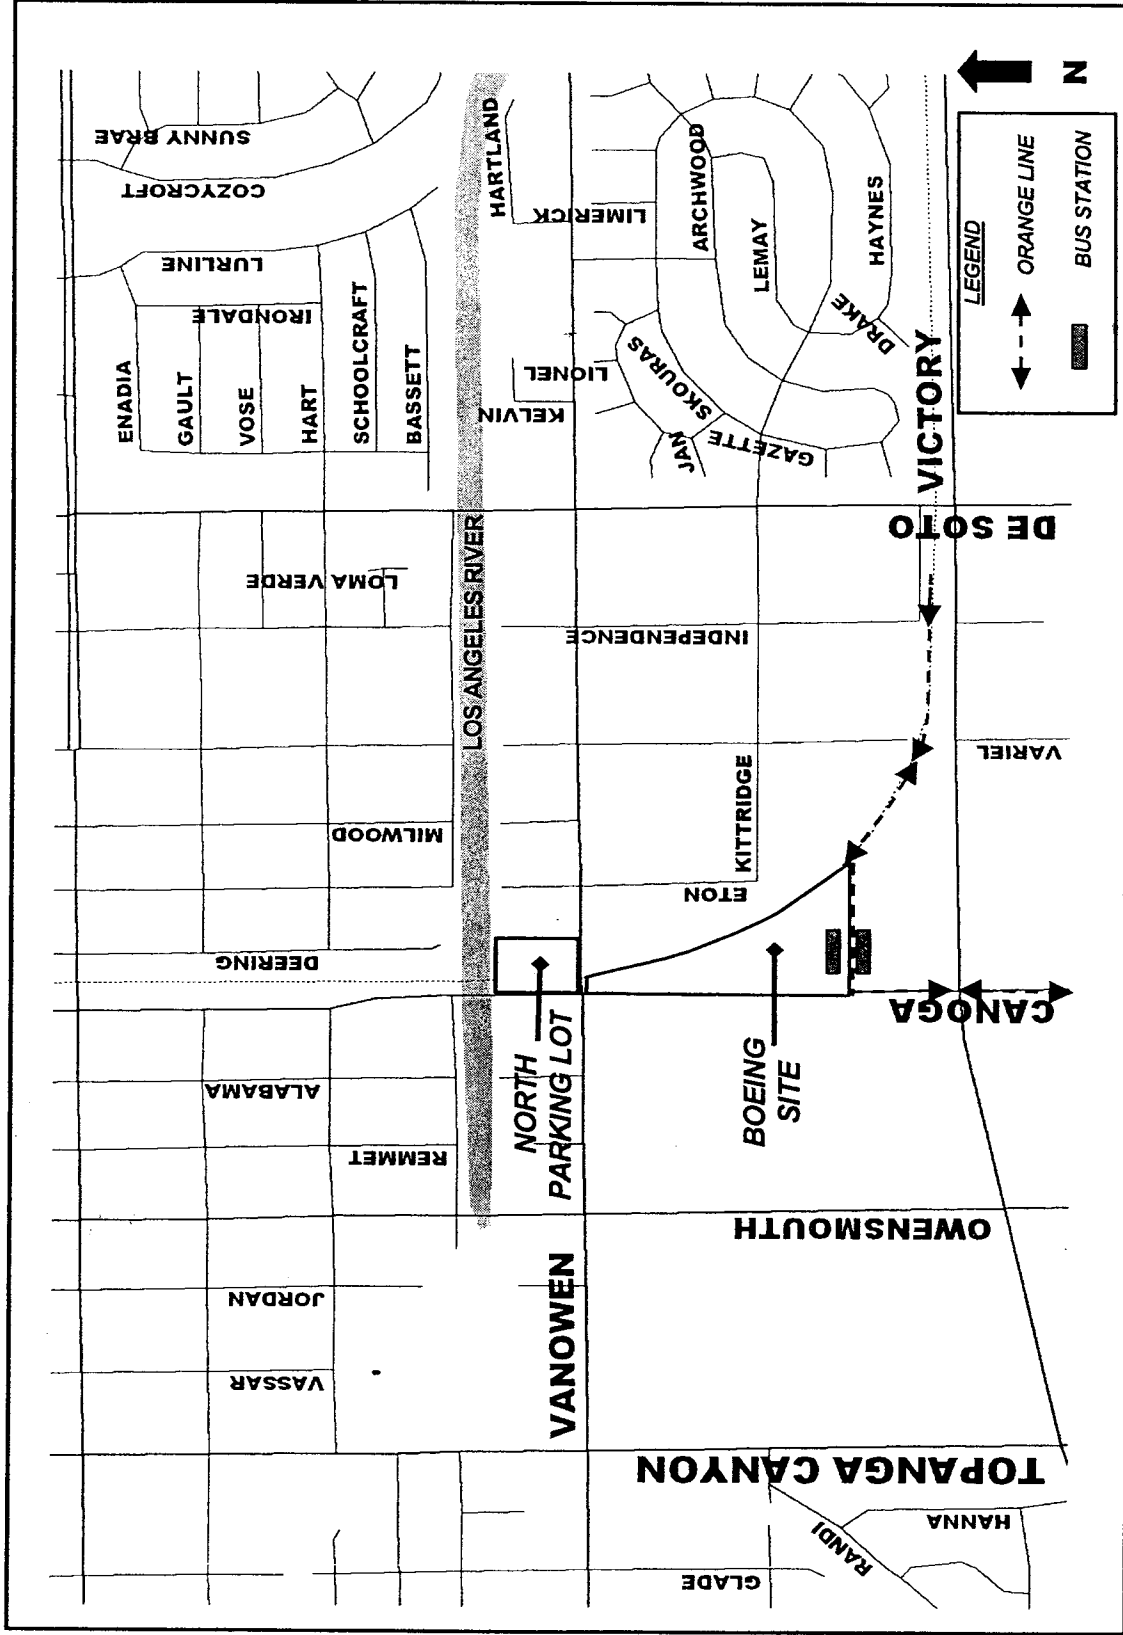 SUNNY BRAE
COZYCROFT
LURLINE
IRONDALE
ENADIA
GAULT
VOSE
HART
SCHOOLCRAFT
BASSETT
LOMA VERDE
MILWOOD
DEERING
ALABAMA
REMMET
JORDAN
VASSAR
LOS ANGELES RIVER
HARTLAND
LIMERICK
LIONEL
KELVIN
ARCHWOOD
LEMAY
HAYNES
DRAKE
SKOURAS
JAN
GAZETTE
INDEPENDENCE
KITTRIDGE
ETON
VARIEL
DE SOTO
VICTORY
CANOGA
NORTH
PARKING LOT
BOEING
SITE
VANOWEN
OWENSMOUTH
TOPANGA CANYON
GLADE
RANDI
HANNA
N
LEGEND
ORANGE LINE
BUS STATION